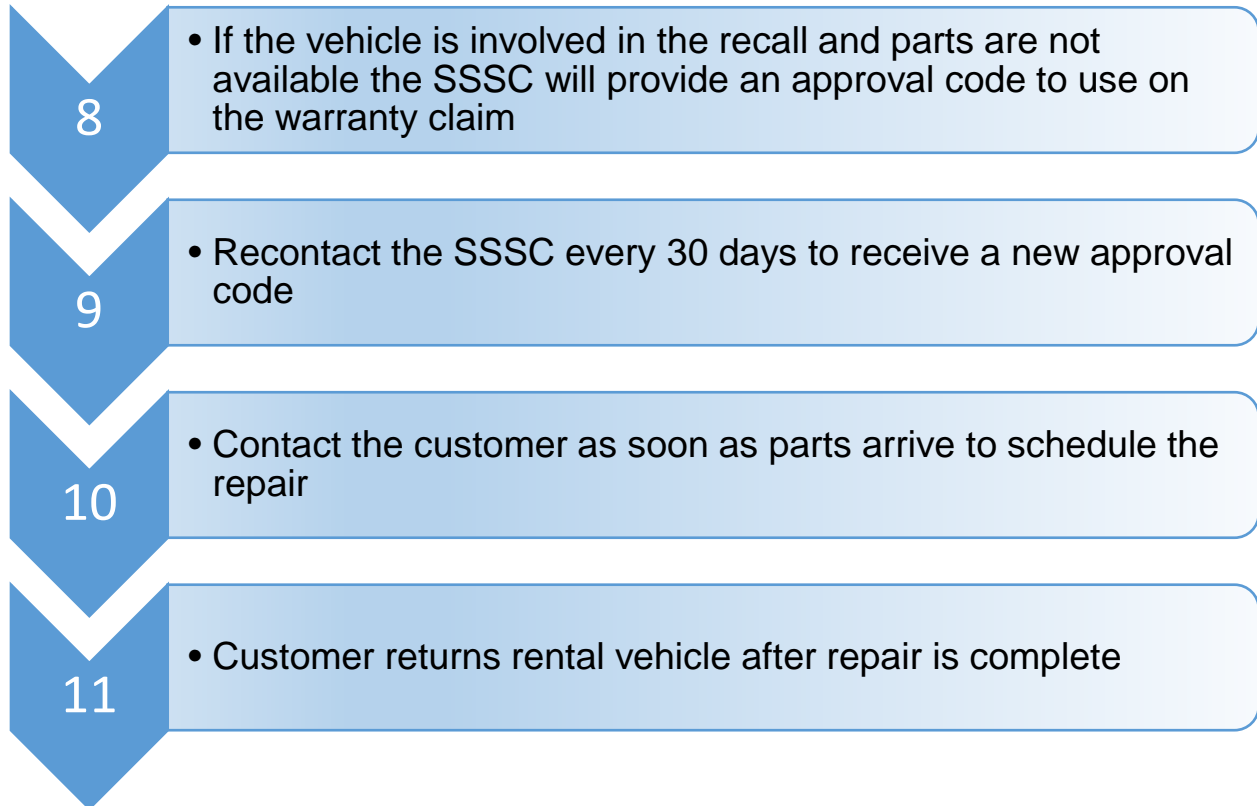 8
• If the vehicle is involved in the recall and parts are not
available the SSSC will provide an approval code to use on
the warranty claim
9
• Recontact the SSSC every 30 days to receive a new approval
code
10
• Contact the customer as soon as parts arrive to schedule the
repair
11
• Customer returns rental vehicle after repair is complete